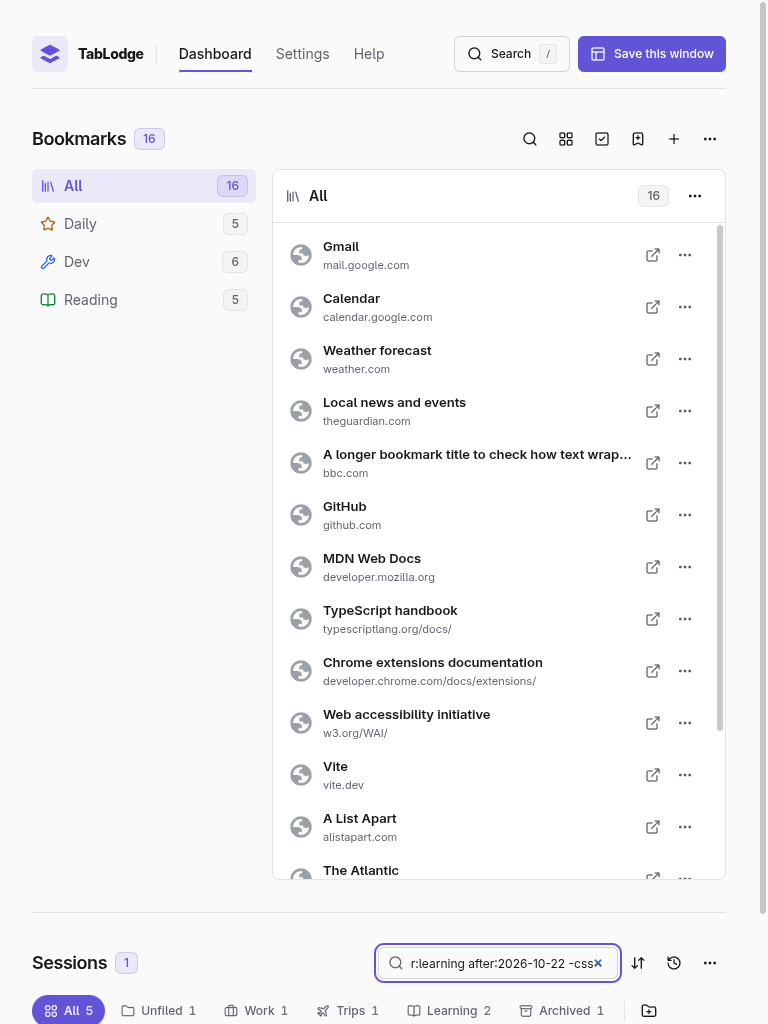 TabLodge Dashboard Settings Help Search / Save this window
Bookmarks 16
All 16
Daily 5
Dev 6
Reading 5
All 16
Gmail
mail.google.com
Calendar
calendar.google.com
Weather forecast
weather.com
Local news and events
theguardian.com
A longer bookmark title to check how text wrap...
bbc.com
GitHub
github.com
MDN Web Docs
developer.mozilla.org
TypeScript handbook
typescriptlang.org/docs/
Chrome extensions documentation
developer.chrome.com/docs/extensions/
Web accessibility initiative
w3.org/WAI/
Vite
vite.dev
A List Apart
alistapart.com
The Atlantic
Sessions 1 r:learning after:2026-10-22 -css
All 5 Unfiled 1 Work 1 Trips 1 Learning 2 Archived 1